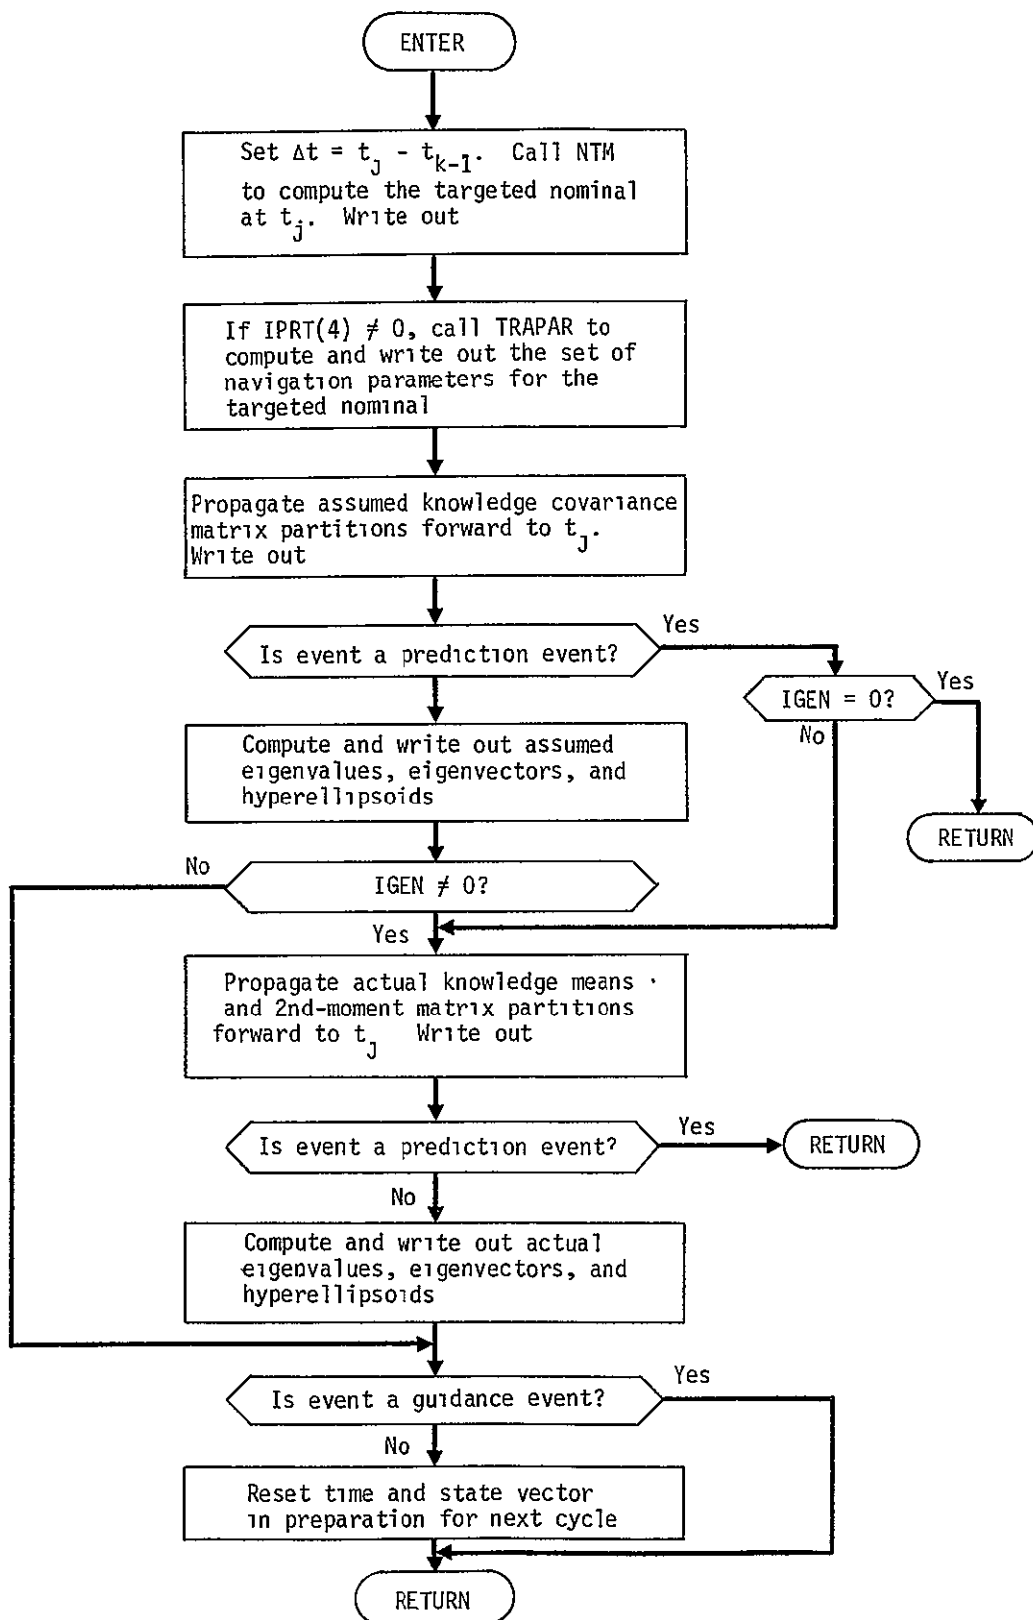 ENTER
Set Δt = t_j - t_{k-1}. Call NTM
to compute the targeted nominal
at t_j. Write out
If IPRT(4) ≠ 0, call TRAPAR to
compute and write out the set of
navigation parameters for the
targeted nominal
Propagate assumed knowledge covariance
matrix partitions forward to t_j.
Write out
Is event a prediction event?
Yes
IGEN = 0?
Yes
No
RETURN
Compute and write out assumed
eigenvalues, eigenvectors, and
hyperellipsoids
No
IGEN ≠ 0?
Yes
Propagate actual knowledge means
and 2nd-moment matrix partitions
forward to t_j Write out
Is event a prediction event?
Yes
RETURN
No
Compute and write out actual
eigenvalues, eigenvectors, and
hyperellipsoids
Is event a guidance event?
Yes
No
Reset time and state vector
in preparation for next cycle
RETURN